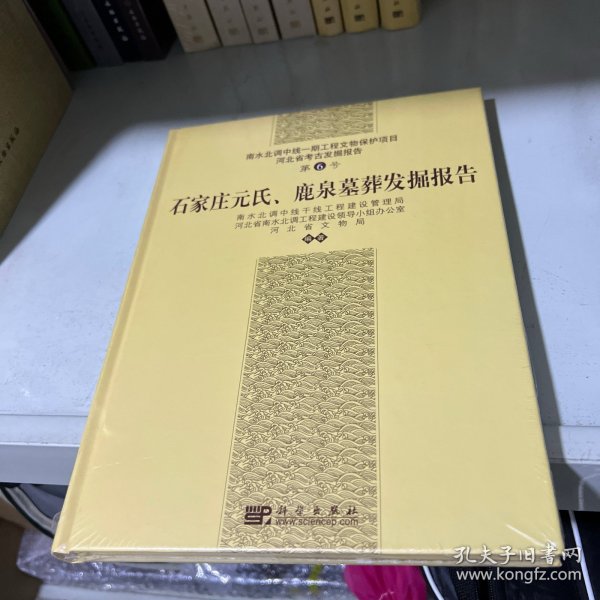 南水北调中线一期工程文物保护项目
河北省考古发掘报告
第6号
石家庄元氏、鹿泉墓葬发掘报告
南水北调中线干线工程建设管理局
河北省南水北调工程建设领导小组办公室
河北省文物局
编著
科学出版社
www.sciencep.com
孔夫子旧书网
www.kongfz.com